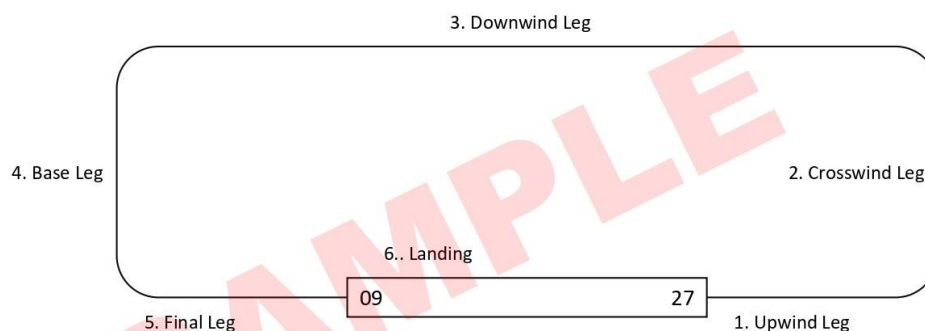 3. Downwind Leg
4. Base Leg
2. Crosswind Leg
SAMPLE
6.. Landing
09
27
5. Final Leg
1. Upwind Leg